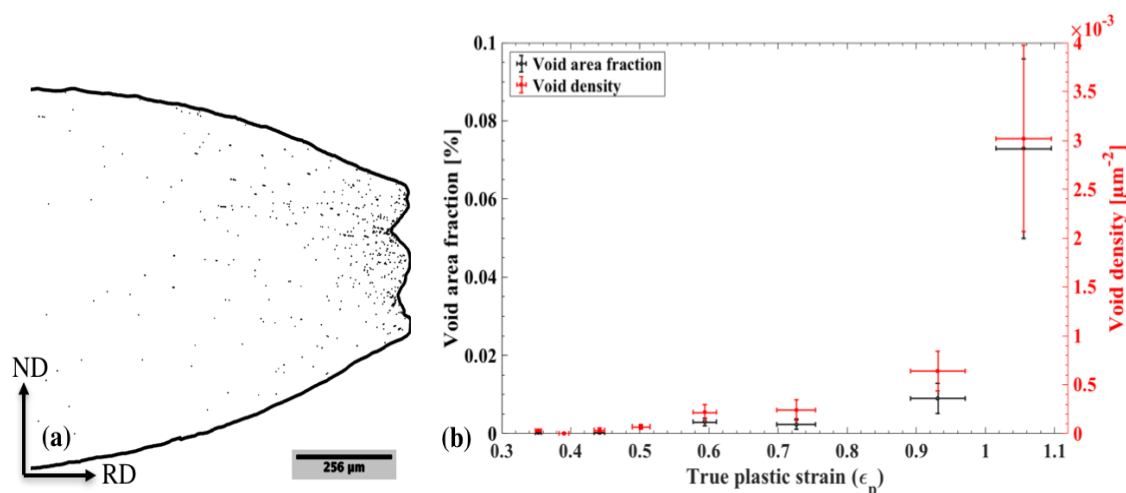 ND
(a)
RD
256 µm
×10⁻³
Void area fraction
Void density
Void area fraction [%]
0.1
0.08
0.06
0.04
0.02
0
4
3.5
3
2.5
2
1.5
1
0.5
0
Void density [µm⁻²]
(b)
0.3 0.4 0.5 0.6 0.7 0.8 0.9 1 1.1
True plastic strain (ϵp)